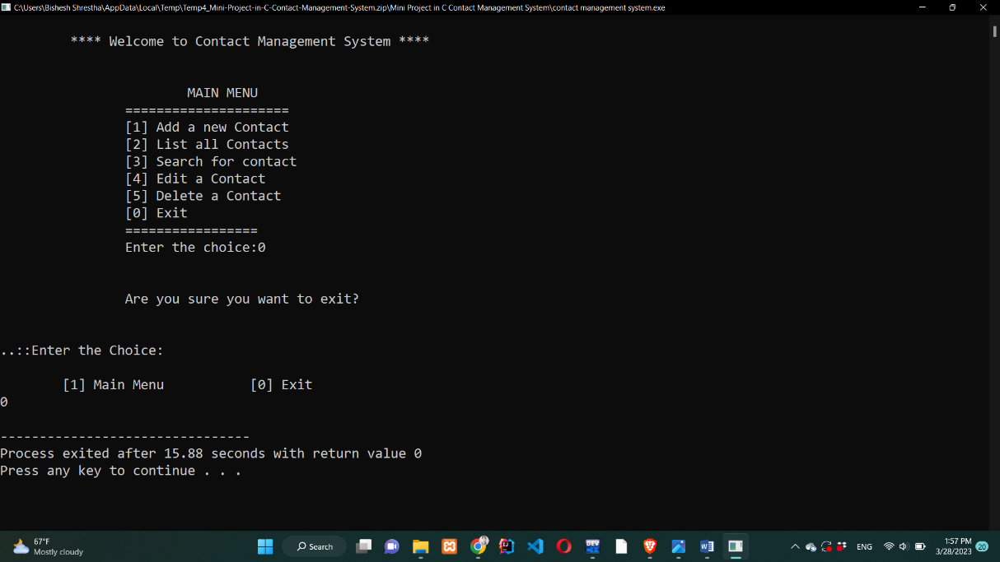 C:\Users\Bishesh Shrestha\AppData\Local\Temp\Temp4_Mini-Project-in-C-Contact-Management-System.zip\Mini Project in C Contact Management System\contact management system.exe
**** Welcome to Contact Management System ****
MAIN MENU
=====================
[1] Add a new Contact
[2] List all Contacts
[3] Search for contact
[4] Edit a Contact
[5] Delete a Contact
[0] Exit
=================
Enter the choice:0
Are you sure you want to exit?
..::Enter the Choice:
[1] Main Menu [0] Exit
0
--------------------------------
Process exited after 15.88 seconds with return value 0
Press any key to continue . . .
67°F
Mostly cloudy
Search
DEV
W
ENG
1:57 PM
3/28/2023
20